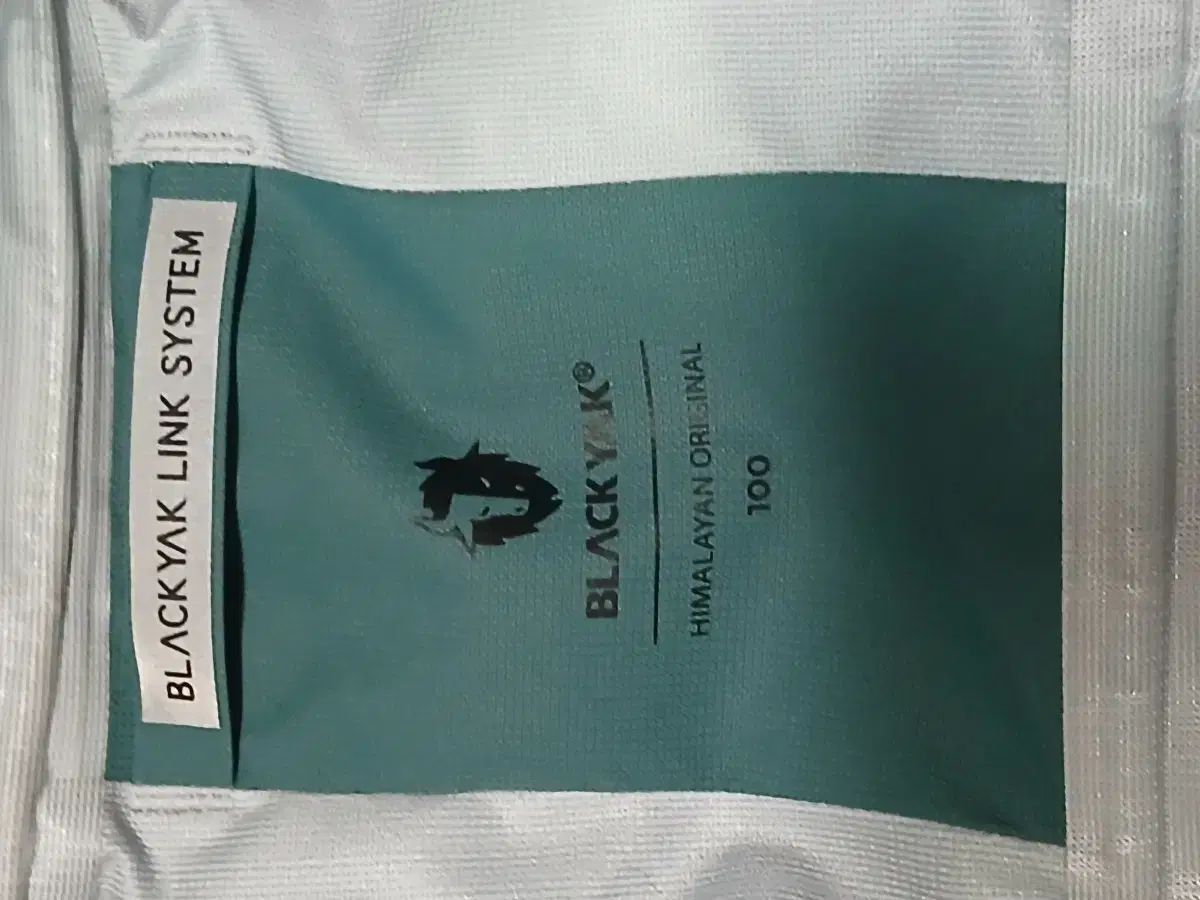 BLACKYAK LINK SYSTEM
BLACKYAK®
HIMALAYAN ORIGINAL
100